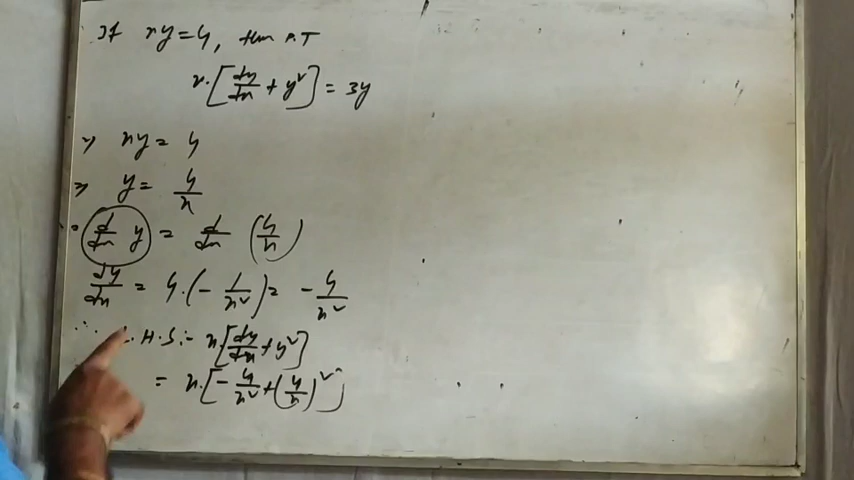 If xy=4, then P.T
x.[dy/dx + y²] = 3y
⇒ xy = 4
⇒ y = 4/x
= d/dx y = d/dx (4/x)
dy/dx = 4.(- 1/x²) = - 4/x²
∴ L.H.S:- x[dy/dx + y²]
= x.[- 4/x² + (4/x)²]